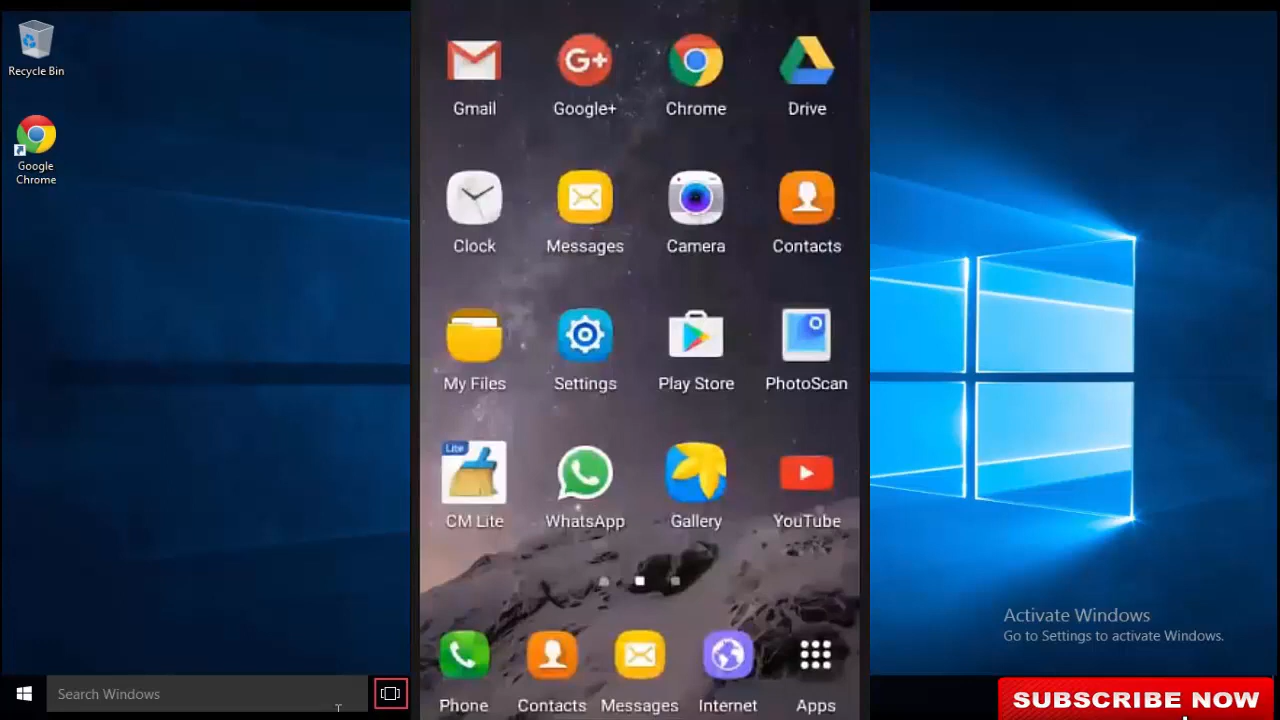 Recycle Bin
Google
Chrome
Gmail
G+
Google+
Chrome
Drive
Clock
Messages
Camera
Contacts
My Files
Settings
Play Store
PhotoScan
Lite
CM Lite
WhatsApp
Gallery
YouTube
Phone
Contacts
Messages
Internet
Apps
Activate Windows
Go to Settings to activate Windows.
Search Windows
SUBSCRIBE NOW